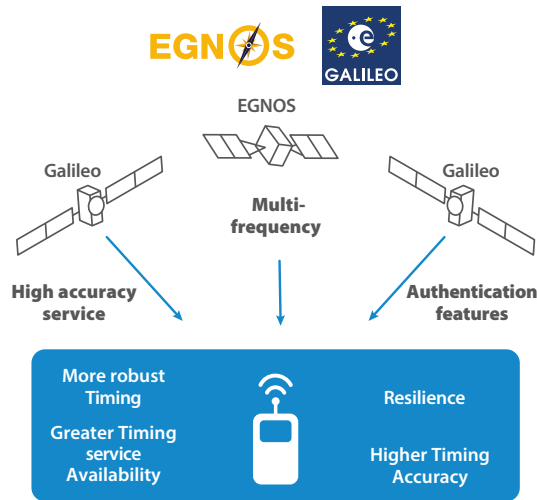 EGNOS
GALILEO
EGNOS
Galileo
Galileo
Multi-
frequency
High accuracy
service
Authentication
features
More robust
Timing
Greater Timing
service
Availability
Resilience
Higher Timing
Accuracy